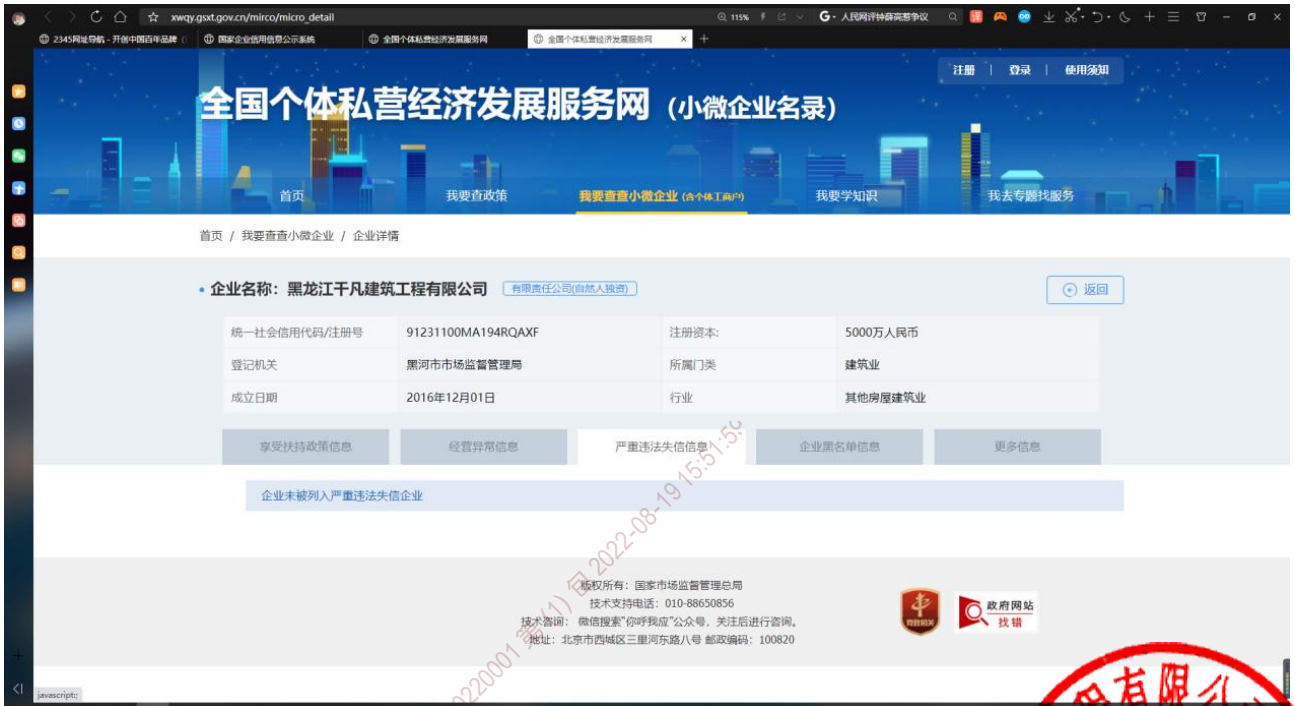 xwqy.gsxt.gov.cn/mirco/micro_detail
115%
人民网评钟薛高惹争议
2345网址导航 - 开创中国百年品牌
国家企业信用信息公示系统
全国个体私营经济发展服务网
全国个体私营经济发展服务网
注册 | 登录 | 使用须知
全国个体私营经济发展服务网 (小微企业名录)
首页
我要查政策
我要查查小微企业 (含个体工商户)
我要学知识
我去专题找服务
首页 / 我要查查小微企业 / 企业详情
企业名称：黑龙江千凡建筑工程有限公司 有限责任公司(自然人独资)
返回
统一社会信用代码/注册号 91231100MA194RQAXF 注册资本: 5000万人民币
登记机关 黑河市市场监督管理局 所属门类 建筑业
成立日期 2016年12月01日 行业 其他房屋建筑业
享受扶持政策信息 经营异常信息 严重违法失信信息 企业黑名单信息 更多信息
企业未被列入严重违法失信企业
版权所有：国家市场监督管理总局
技术支持电话：010-88650856
技术咨询： 微信搜索"你呼我应"公众号，关注后进行咨询。
地址：北京市西城区三里河东路八号 邮政编码：100820
党政机关
政府网站
找错
0220001 第(1) 包 2022-08-19 15:51:5
javascript:;
有限公